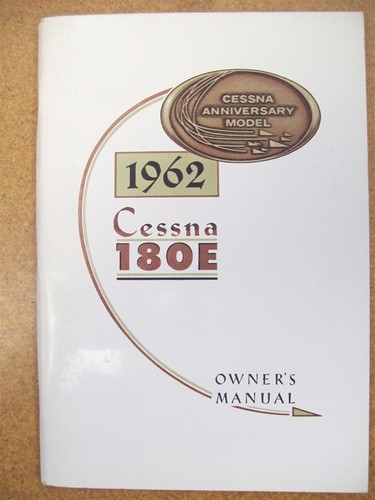 CESSNA
ANNIVERSARY
MODEL
1962
Cessna
180E
OWNER'S
MANUAL